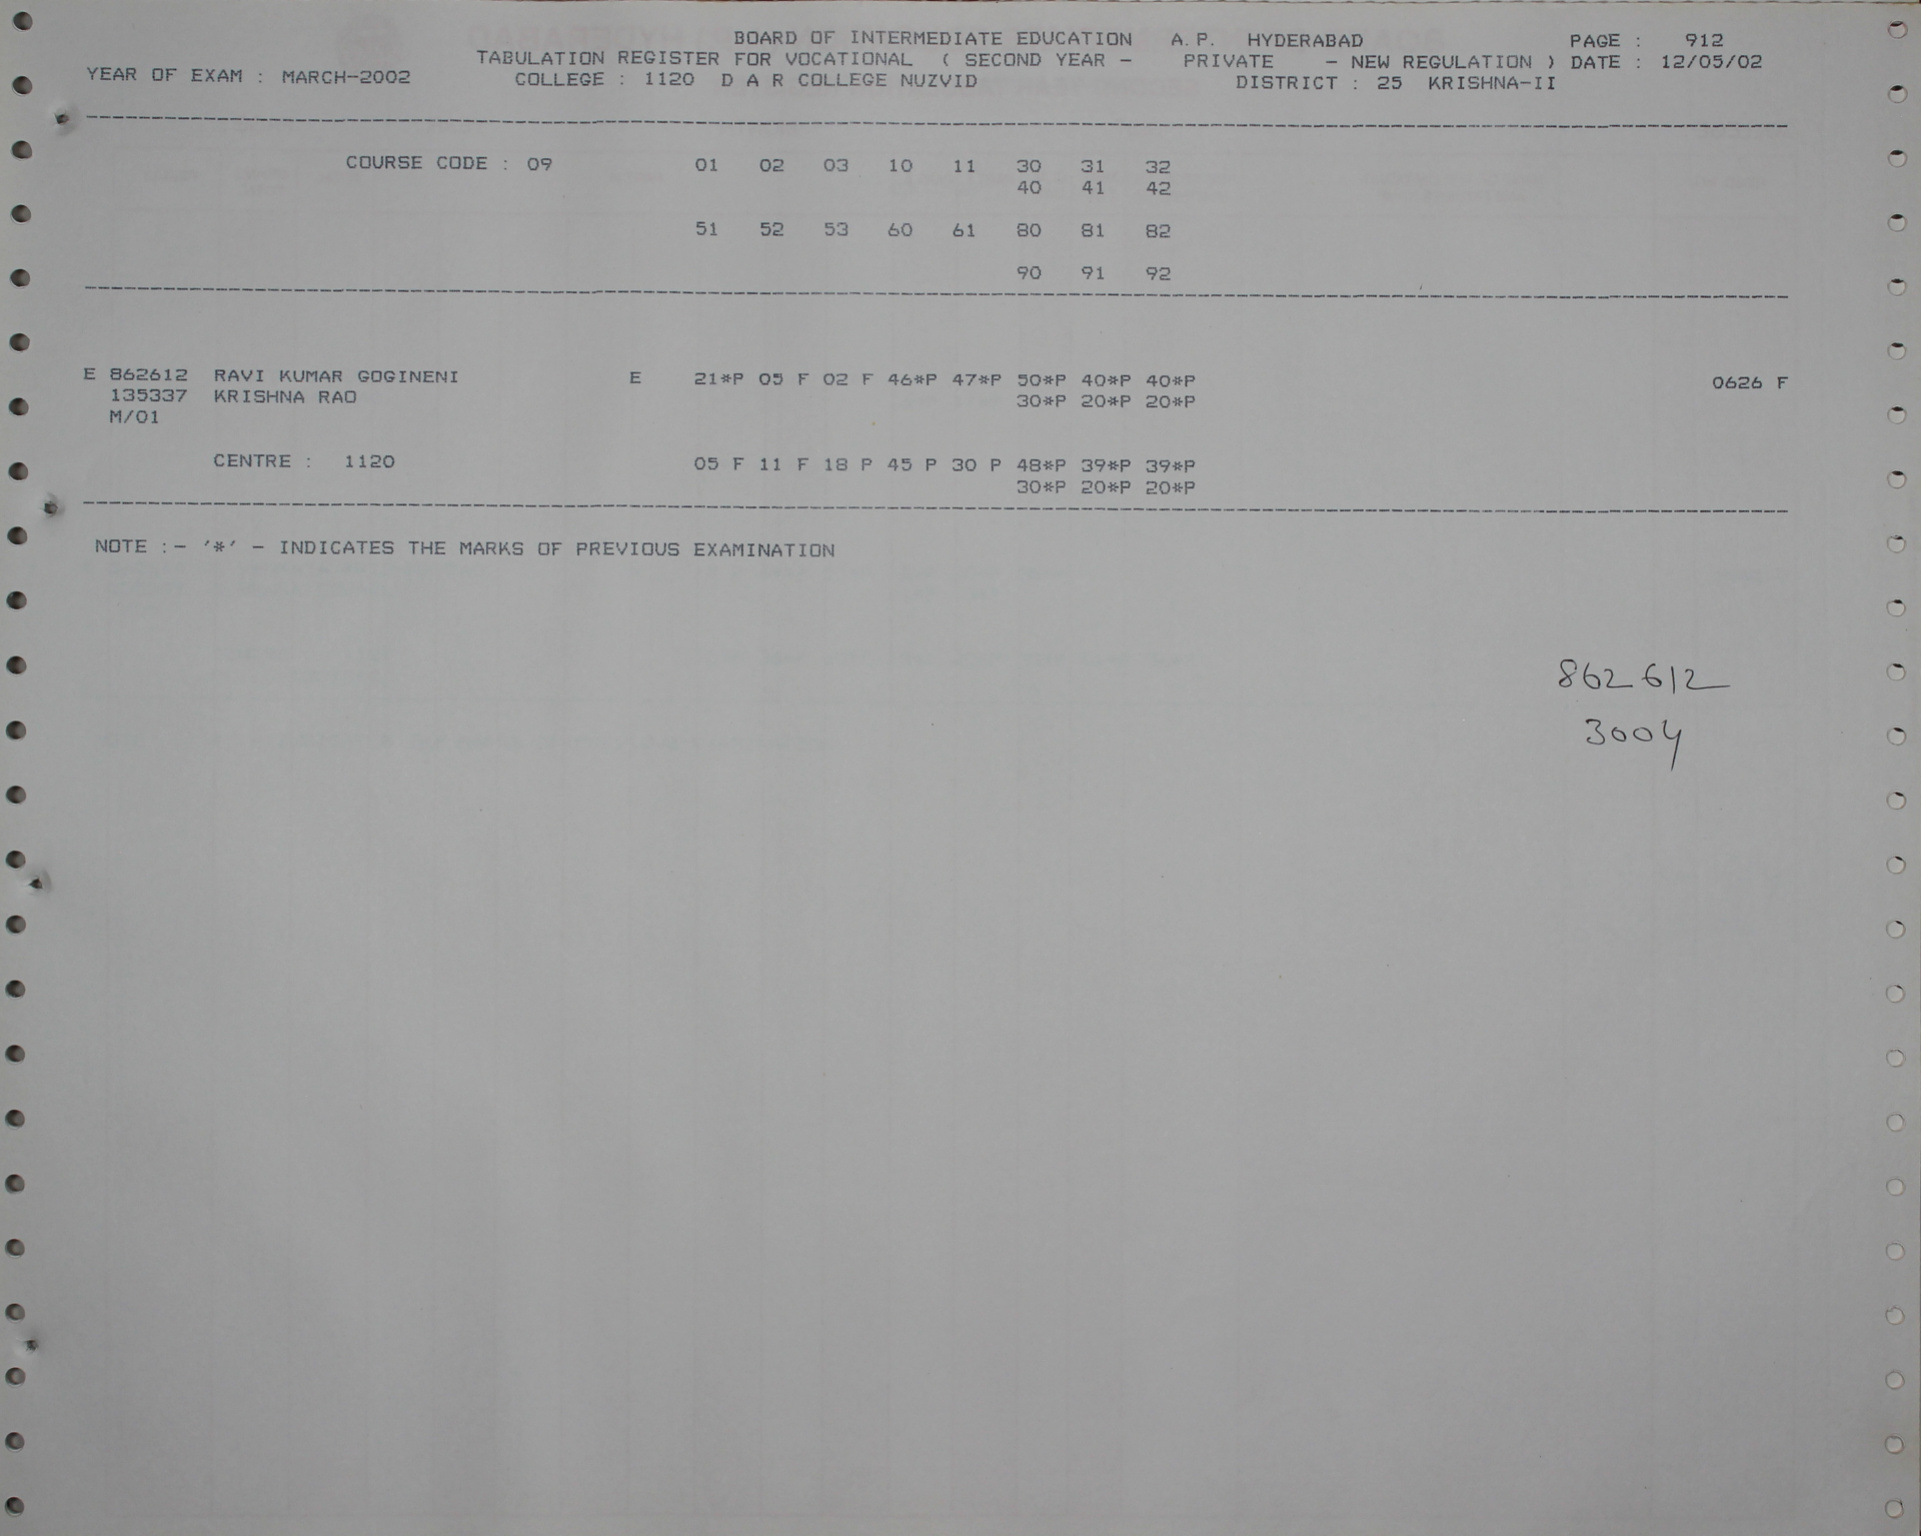 BOARD OF INTERMEDIATE EDUCATION A.P. HYDERABAD PAGE : 912
TABULATION REGISTER FOR VOCATIONAL ( SECOND YEAR - PRIVATE - NEW REGULATION ) DATE : 12/05/02
YEAR OF EXAM : MARCH-2002 COLLEGE : 1120 D A R COLLEGE NUZVID DISTRICT : 25 KRISHNA-II
COURSE CODE : 09 01 02 03 10 11 30 31 32
40 41 42
51 52 53 60 61 80 81 82
90 91 92
E 862612 RAVI KUMAR GOGINENI E 21*P 05 F 02 F 46*P 47*P 50*P 40*P 40*P 0626 F
135337 KRISHNA RAO 30*P 20*P 20*P
M/01
CENTRE : 1120 05 F 11 F 18 P 45 P 30 P 48*P 39*P 39*P
30*P 20*P 20*P
NOTE :- '*' - INDICATES THE MARKS OF PREVIOUS EXAMINATION
862612
3004